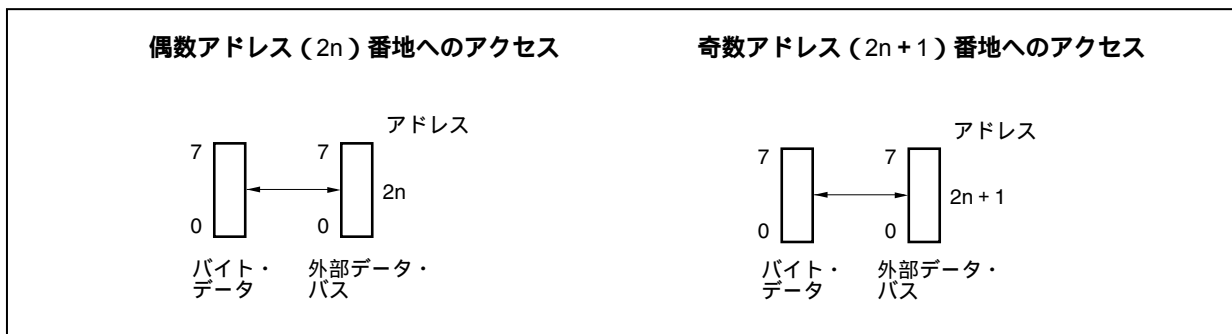 偶数アドレス（2n）番地へのアクセス
アドレス
7
7
2n
0
0
バイト・
データ
外部データ・
バス
奇数アドレス（2n + 1）番地へのアクセス
アドレス
7
7
2n + 1
0
0
バイト・
データ
外部データ・
バス